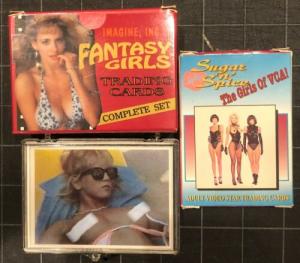 IMAGINE, INC.
FANTASY
GIRLS
TRADING
CARDS
COMPLETE SET
Sugar
n'
Spice
The Girls Of VCA!
ADULT VIDEO STAR TRADING CARDS